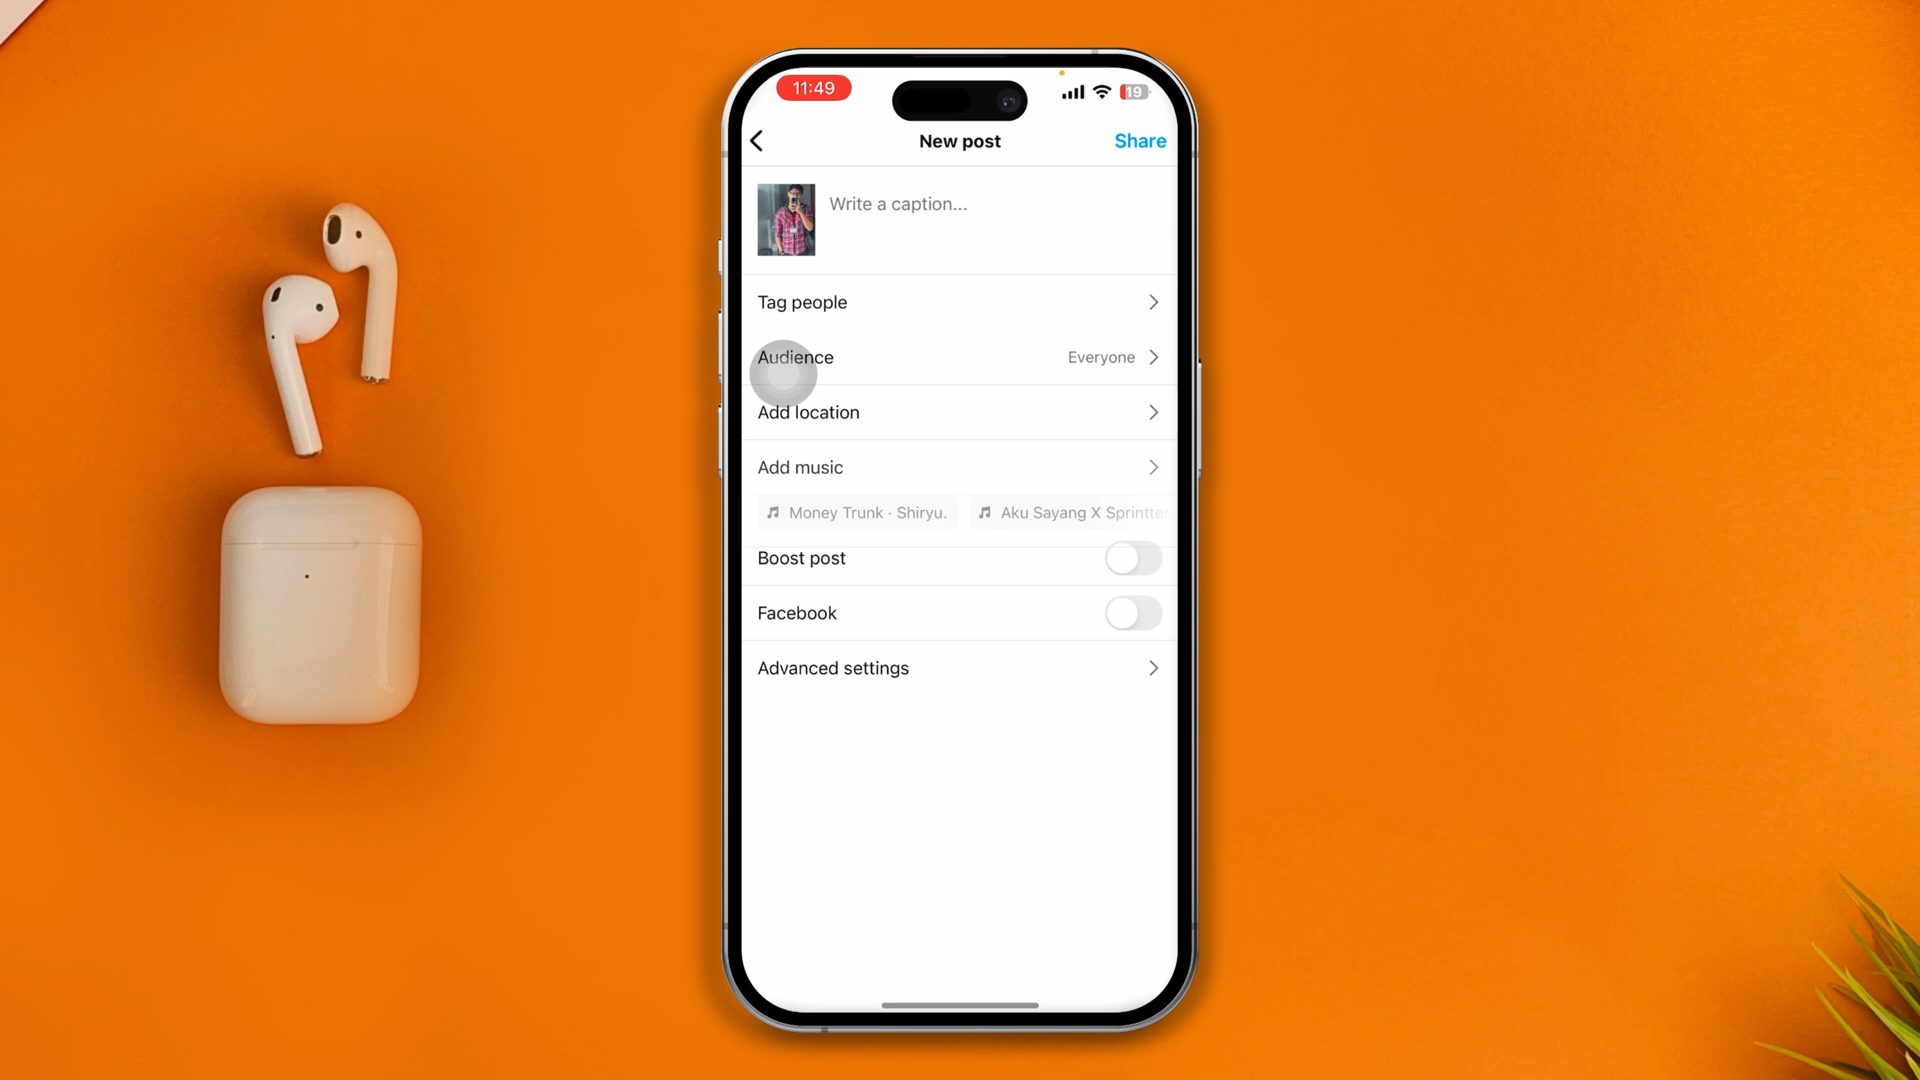 11:49
19
New post
Share
Write a caption...
Tag people
Audience
Everyone
Add location
Add music
Money Trunk · Shiryu.
Aku Sayang X Sprintter
Boost post
Facebook
Advanced settings